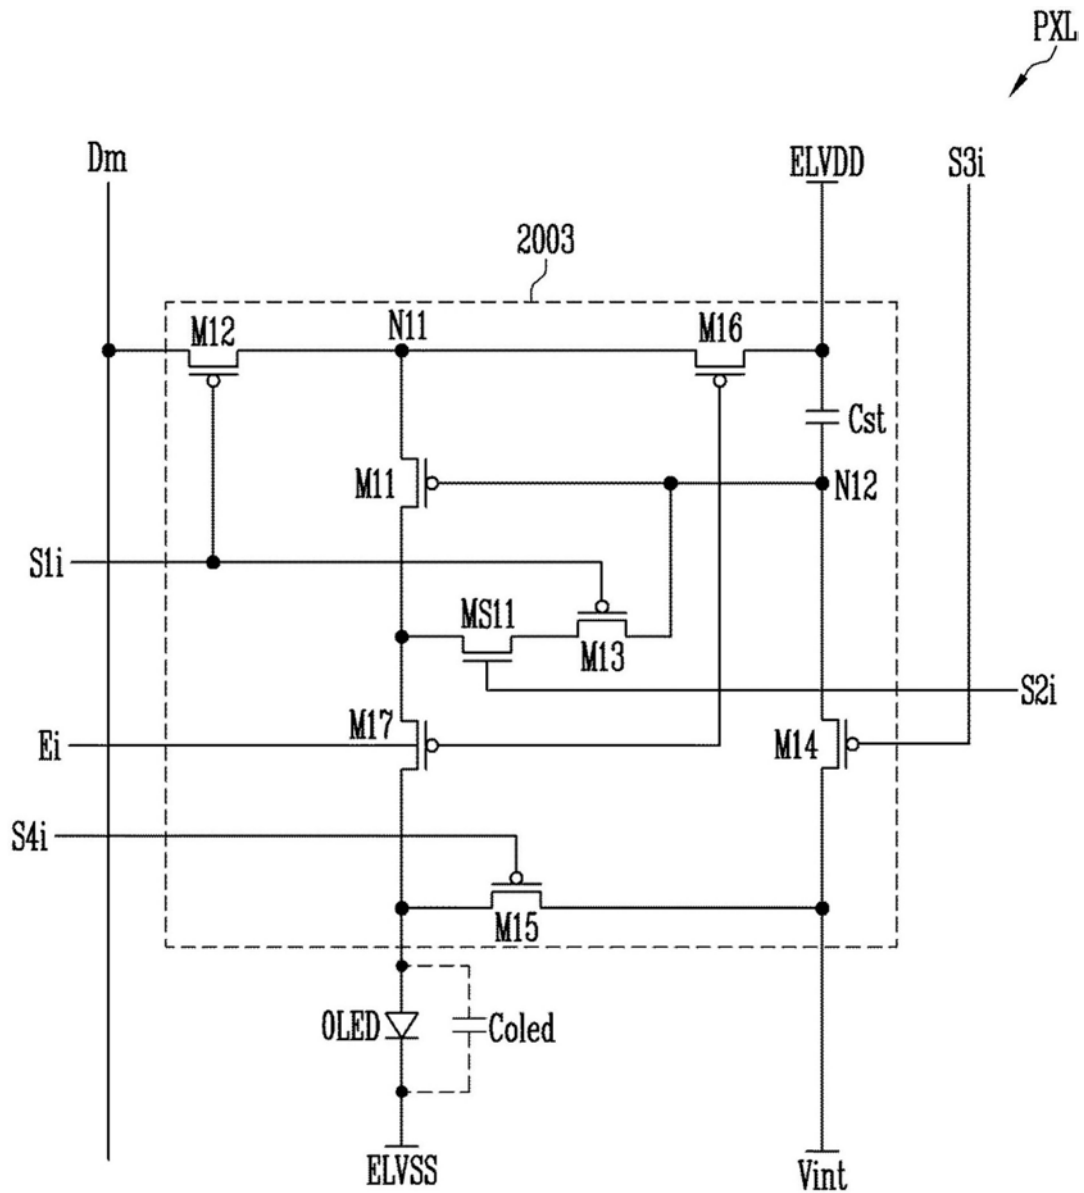 PXL
Dm
ELVDD
S3i
2003
M12
N11
M16
Cst
M11
N12
S1i
MS11
M13
S2i
M17
Ei
M14
S4i
M15
OLED
Coled
ELVSS
Vint